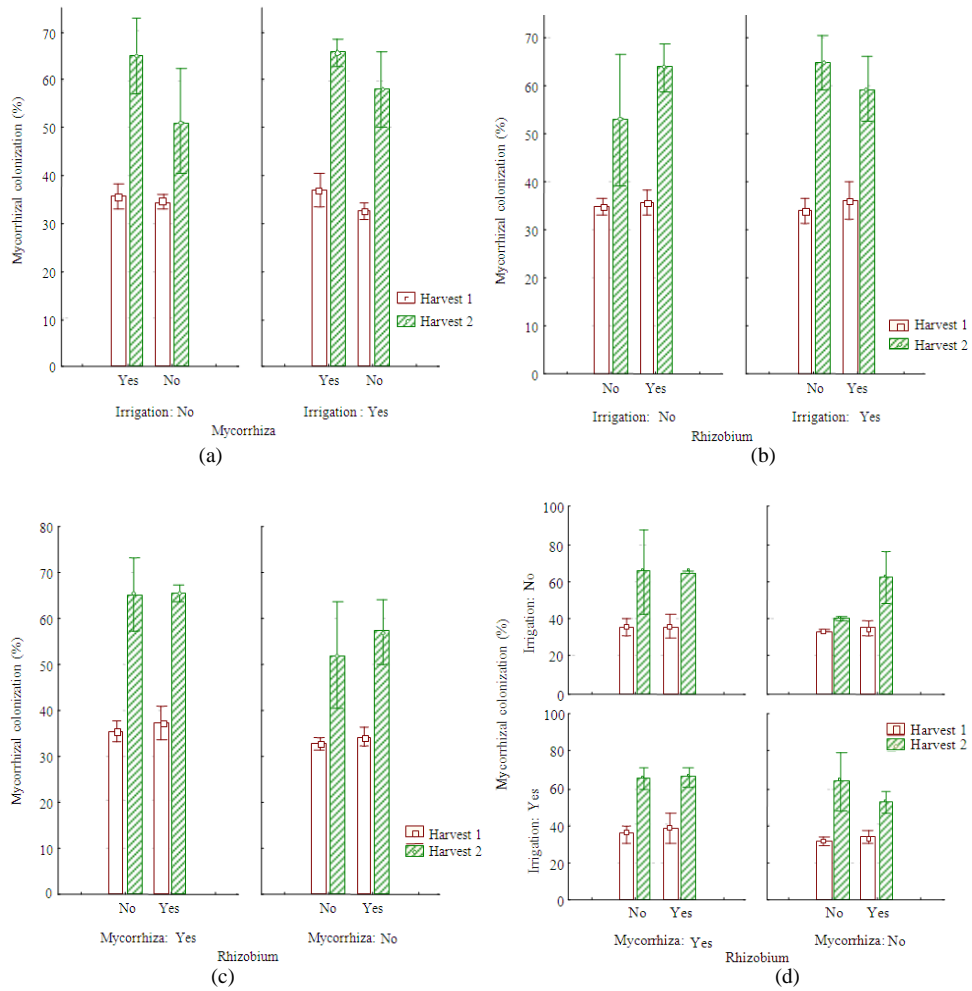 70
60
50
40
30
20
10
0
Mycorrhizal colonization (%)
Yes No
Irrigation: No
Yes No
Irrigation : Yes
Mycorrhiza
Harvest 1
Harvest 2
(a)
70
60
50
40
30
20
10
0
Mycorrhizal colonization (%)
No Yes
Irrigation: No
No Yes
Irrigation: Yes
Rhizobium
Harvest 1
Harvest 2
(b)
80
70
60
50
40
30
20
10
0
Mycorrhizal colonization (%)
No Yes
Mycorrhiza: Yes
No Yes
Mycorrhiza: No
Rhizobium
Harvest 1
Harvest 2
(c)
Mycorrhizal colonization (%)
Irrigation: No
100
80
60
40
20
0
Irrigation: Yes
100
80
60
40
20
0
Harvest 1
Harvest 2
No Yes
Mycorrhiza: Yes
No Yes
Mycorrhiza: No
Rhizobium
(d)